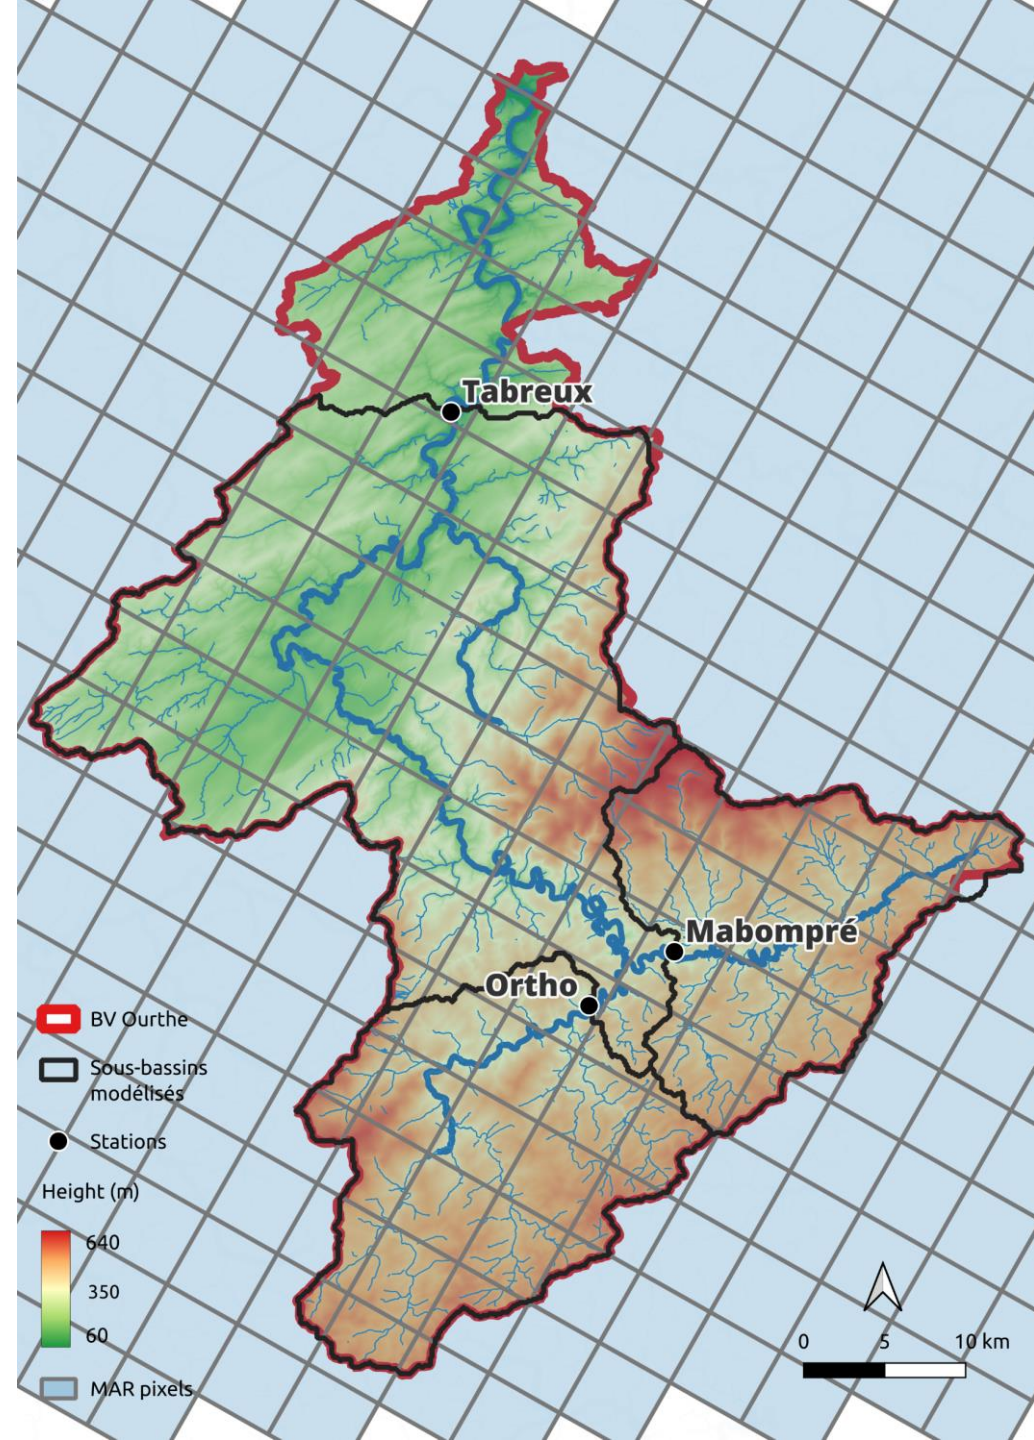 Tabreux
Mabompré
Ortho
BV Ourthe
Sous-bassins
modélisés
Stations
Height (m)
640
350
60
MAR pixels
0 5 10 km